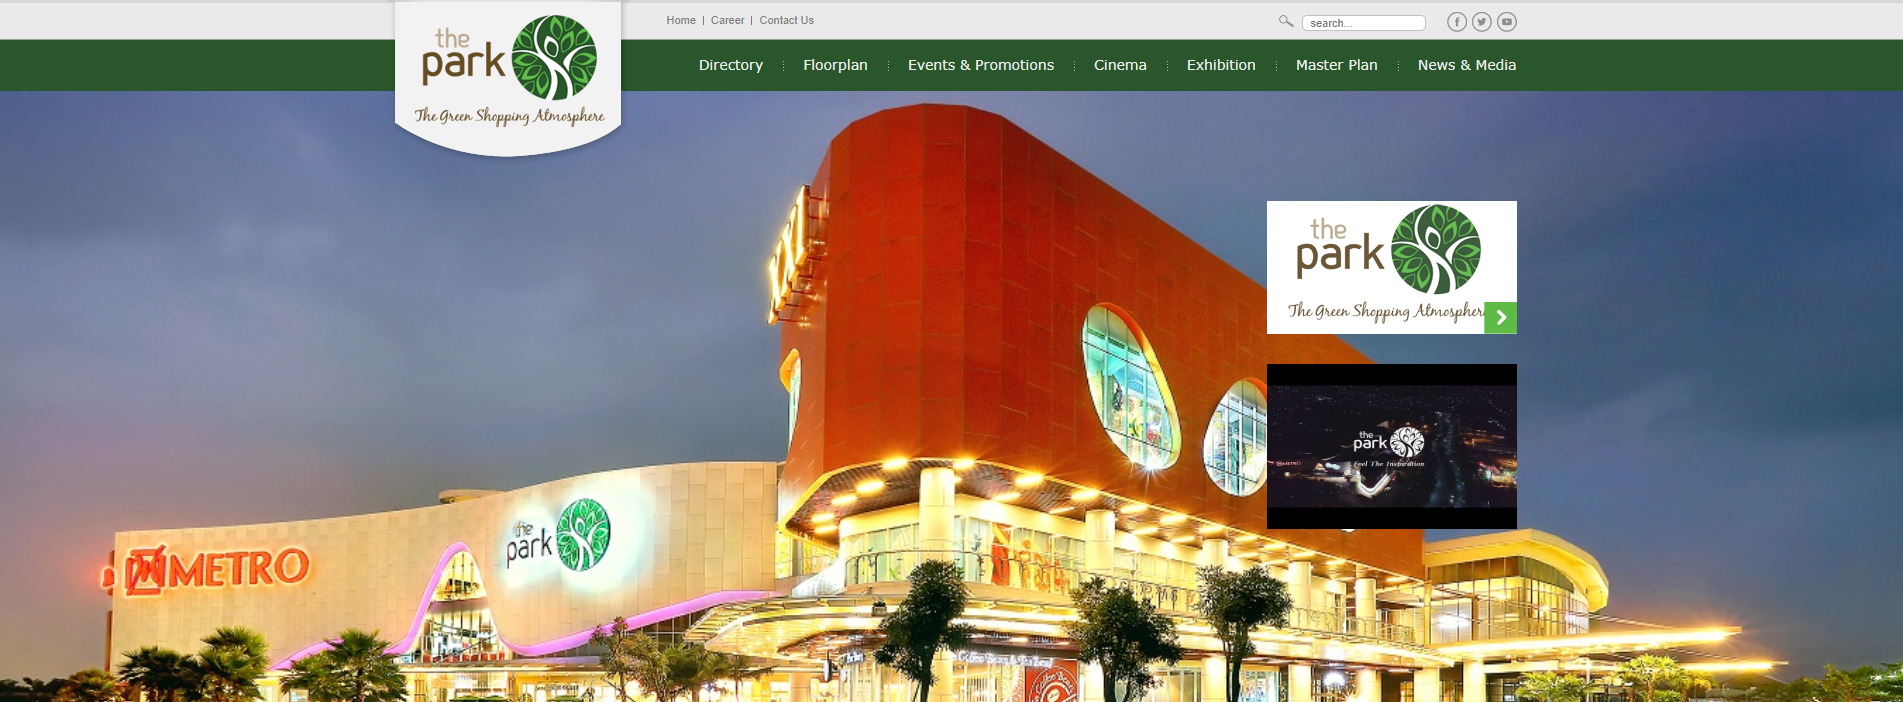 Home | Career | Contact Us
search...
the
park
The Green Shopping Atmosphere
Directory
Floorplan
Events & Promotions
Cinema
Exhibition
Master Plan
News & Media
the
park
The Green Shopping Atmospher
the
park
Feel The Inspiration
METRO
the
park